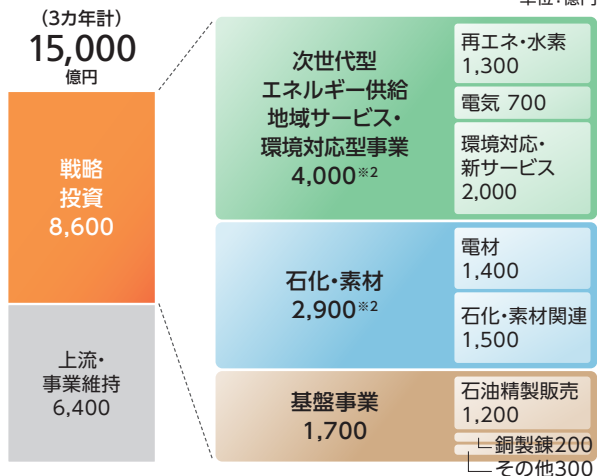 単位：億円
(3カ年計)
15,000
億円
戦略
投資
8,600
上流・
事業維持
6,400
次世代型
エネルギー供給
地域サービス・
環境対応型事業
4,000※2
再エネ・水素
1,300
電気 700
環境対応・
新サービス
2,000
石化・素材
2,900※2
電材
1,400
石化・素材関連
1,500
基盤事業
1,700
石油精製販売
1,200
銅製錬200
その他300